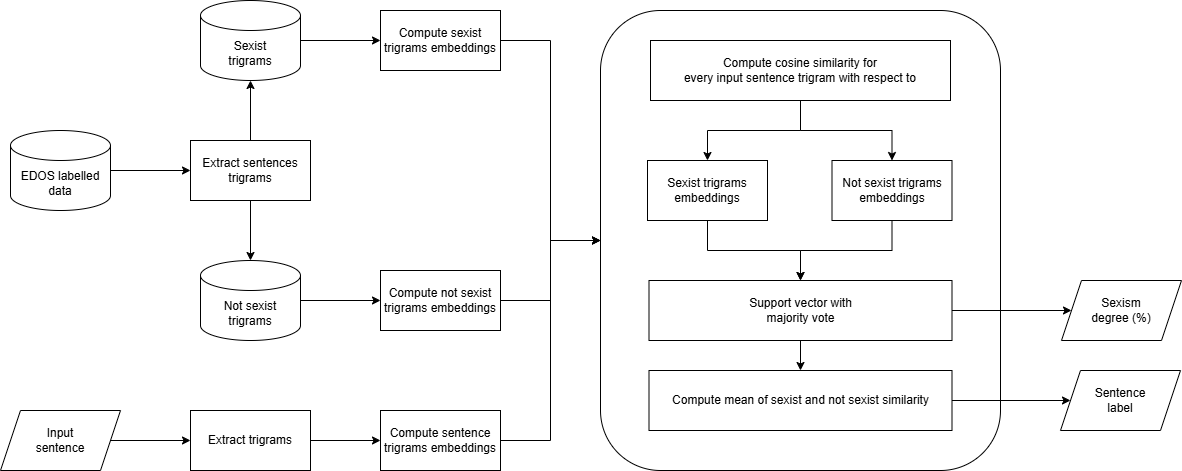 Sexist
trigrams
Compute sexist
trigrams embeddings
EDOS labelled
data
Extract sentences
trigrams
Not sexist
trigrams
Compute not sexist
trigrams embeddings
Input
sentence
Extract trigrams
Compute sentence
trigrams embeddings
Compute cosine similarity for
every input sentence trigram with respect to
Sexist trigrams
embeddings
Not sexist trigrams
embeddings
Support vector with
majority vote
Sexism
degree (%)
Compute mean of sexist and not sexist similarity
Sentence
label